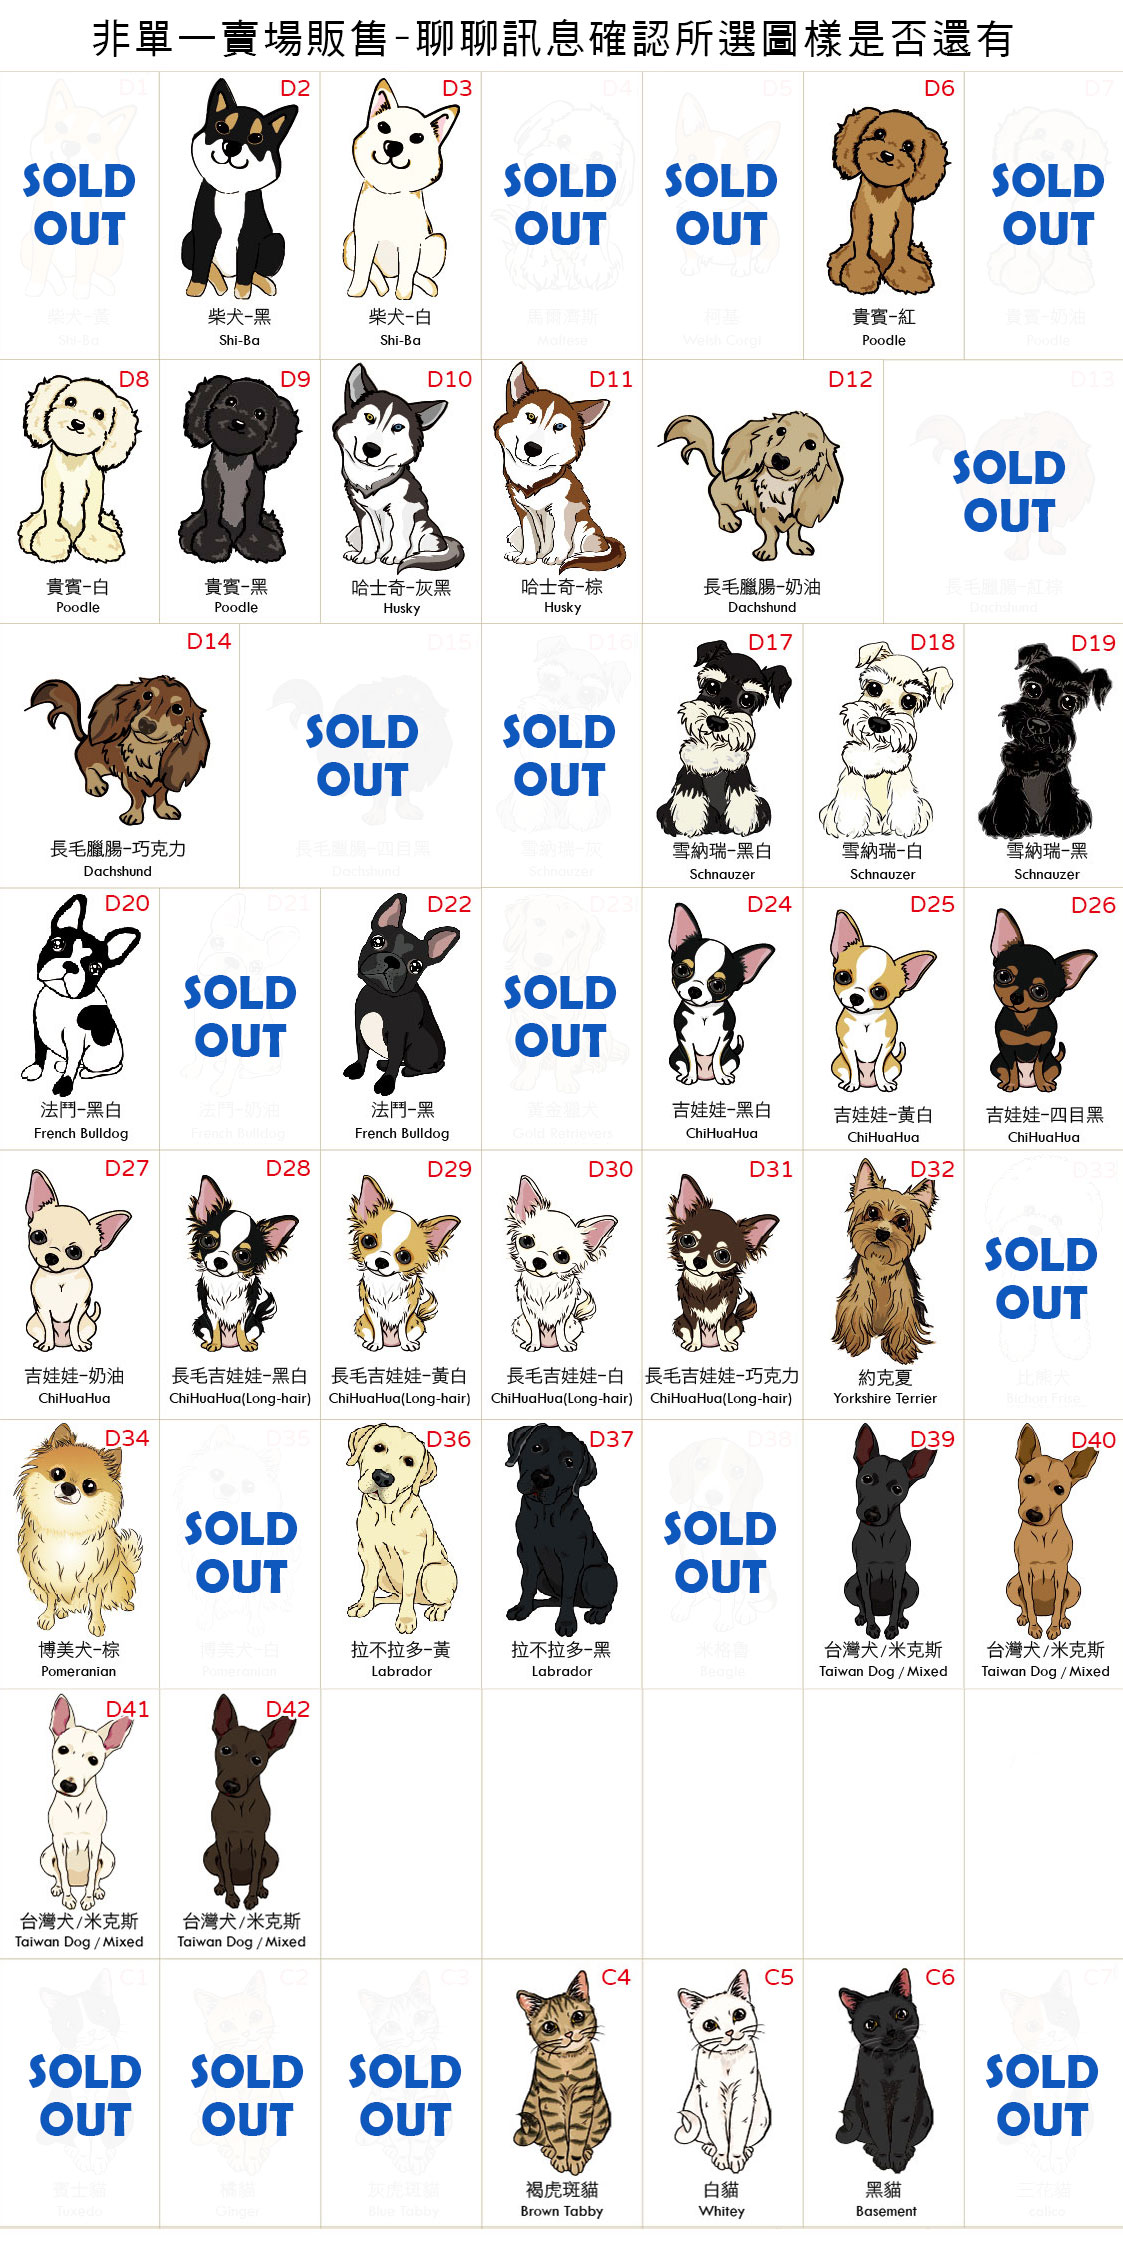 非單一賣場販售-聊聊訊息確認所選圖樣是否還有
D1
SOLD
OUT
柴犬-黃
Shi-Ba
D2
柴犬-黑
Shi-Ba
D3
柴犬-白
Shi-Ba
D4
SOLD
OUT
馬爾濟斯
Maltese
D5
SOLD
OUT
柯基
Welsh Corgi
D6
貴賓-紅
Poodle
D7
SOLD
OUT
貴賓-奶油
Poodle
D8
貴賓-白
Poodle
D9
貴賓-黑
Poodle
D10
哈士奇-灰黑
Husky
D11
哈士奇-棕
Husky
D12
長毛臘腸-奶油
Dachshund
D13
SOLD
OUT
長毛臘腸-紅棕
Dachshund
D14
長毛臘腸-巧克力
Dachshund
D15
SOLD
OUT
長毛臘腸-四目黑
Dachshund
D16
SOLD
OUT
雪納瑞-灰
Schnauzer
D17
雪納瑞-黑白
Schnauzer
D18
雪納瑞-白
Schnauzer
D19
雪納瑞-黑
Schnauzer
D20
法鬥-黑白
French Bulldog
D21
SOLD
OUT
法鬥-奶油
French Bulldog
D22
法鬥-黑
French Bulldog
D23
SOLD
OUT
黃金獵犬
Gold Retrievers
D24
吉娃娃-黑白
ChiHuaHua
D25
吉娃娃-黃白
ChiHuaHua
D26
吉娃娃-四目黑
ChiHuaHua
D27
吉娃娃-奶油
ChiHuaHua
D28
長毛吉娃娃-黑白
ChiHuaHua(Long-hair)
D29
長毛吉娃娃-黃白
ChiHuaHua(Long-hair)
D30
長毛吉娃娃-白
ChiHuaHua(Long-hair)
D31
長毛吉娃娃-巧克力
ChiHuaHua(Long-hair)
D32
約克夏
Yorkshire Terrier
D33
SOLD
OUT
比熊犬
Bichon Frise
D34
博美犬-棕
Pomeranian
D35
SOLD
OUT
博美犬-白
Pomeranian
D36
拉不拉多-黃
Labrador
D37
拉不拉多-黑
Labrador
D38
SOLD
OUT
米格魯
Beagle
D39
台灣犬/米克斯
Taiwan Dog / Mixed
D40
台灣犬/米克斯
Taiwan Dog / Mixed
D41
台灣犬/米克斯
Taiwan Dog / Mixed
D42
台灣犬/米克斯
Taiwan Dog / Mixed
C1
SOLD
OUT
賓士貓
Tuxedo
C2
SOLD
OUT
橘貓
Ginger
C3
SOLD
OUT
灰虎斑貓
Blue Tabby
C4
褐虎斑貓
Brown Tabby
C5
白貓
Whitey
C6
黑貓
Basement
C7
SOLD
OUT
三花貓
calico